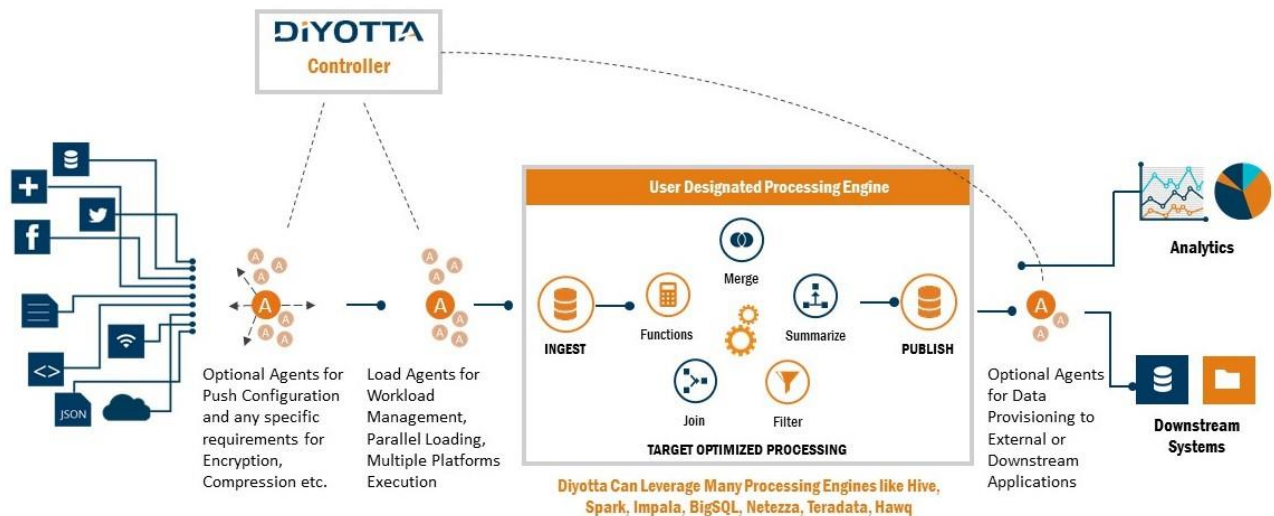 DiYOTTA
Controller
User Designated Processing Engine
Merge
Functions
Summarize
INGEST
PUBLISH
Join
Filter
TARGET OPTIMIZED PROCESSING
Diyotta Can Leverage Many Processing Engines like Hive,
Spark, Impala, BigSQL, Netezza, Teradata, Hawq
f
<>
JSON
A
A
A
A
A
A
A
A
Optional Agents for
Push Configuration
and any specific
requirements for
Encryption,
Compression etc.
A
A
A
A
A
A
A
Load Agents for
Workload
Management,
Parallel Loading,
Multiple Platforms
Execution
A
A
A
Optional Agents
for Data
Provisioning to
External or
Downstream
Applications
Analytics
Downstream
Systems